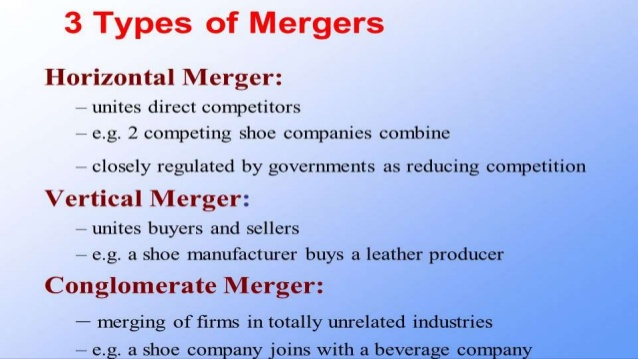 3 Types of Mergers
Horizontal Merger:
– unites direct competitors
– e.g. 2 competing shoe companies combine
– closely regulated by governments as reducing competition
Vertical Merger:
– unites buyers and sellers
– e.g. a shoe manufacturer buys a leather producer
Conglomerate Merger:
– merging of firms in totally unrelated industries
– e.g. a shoe company joins with a beverage company